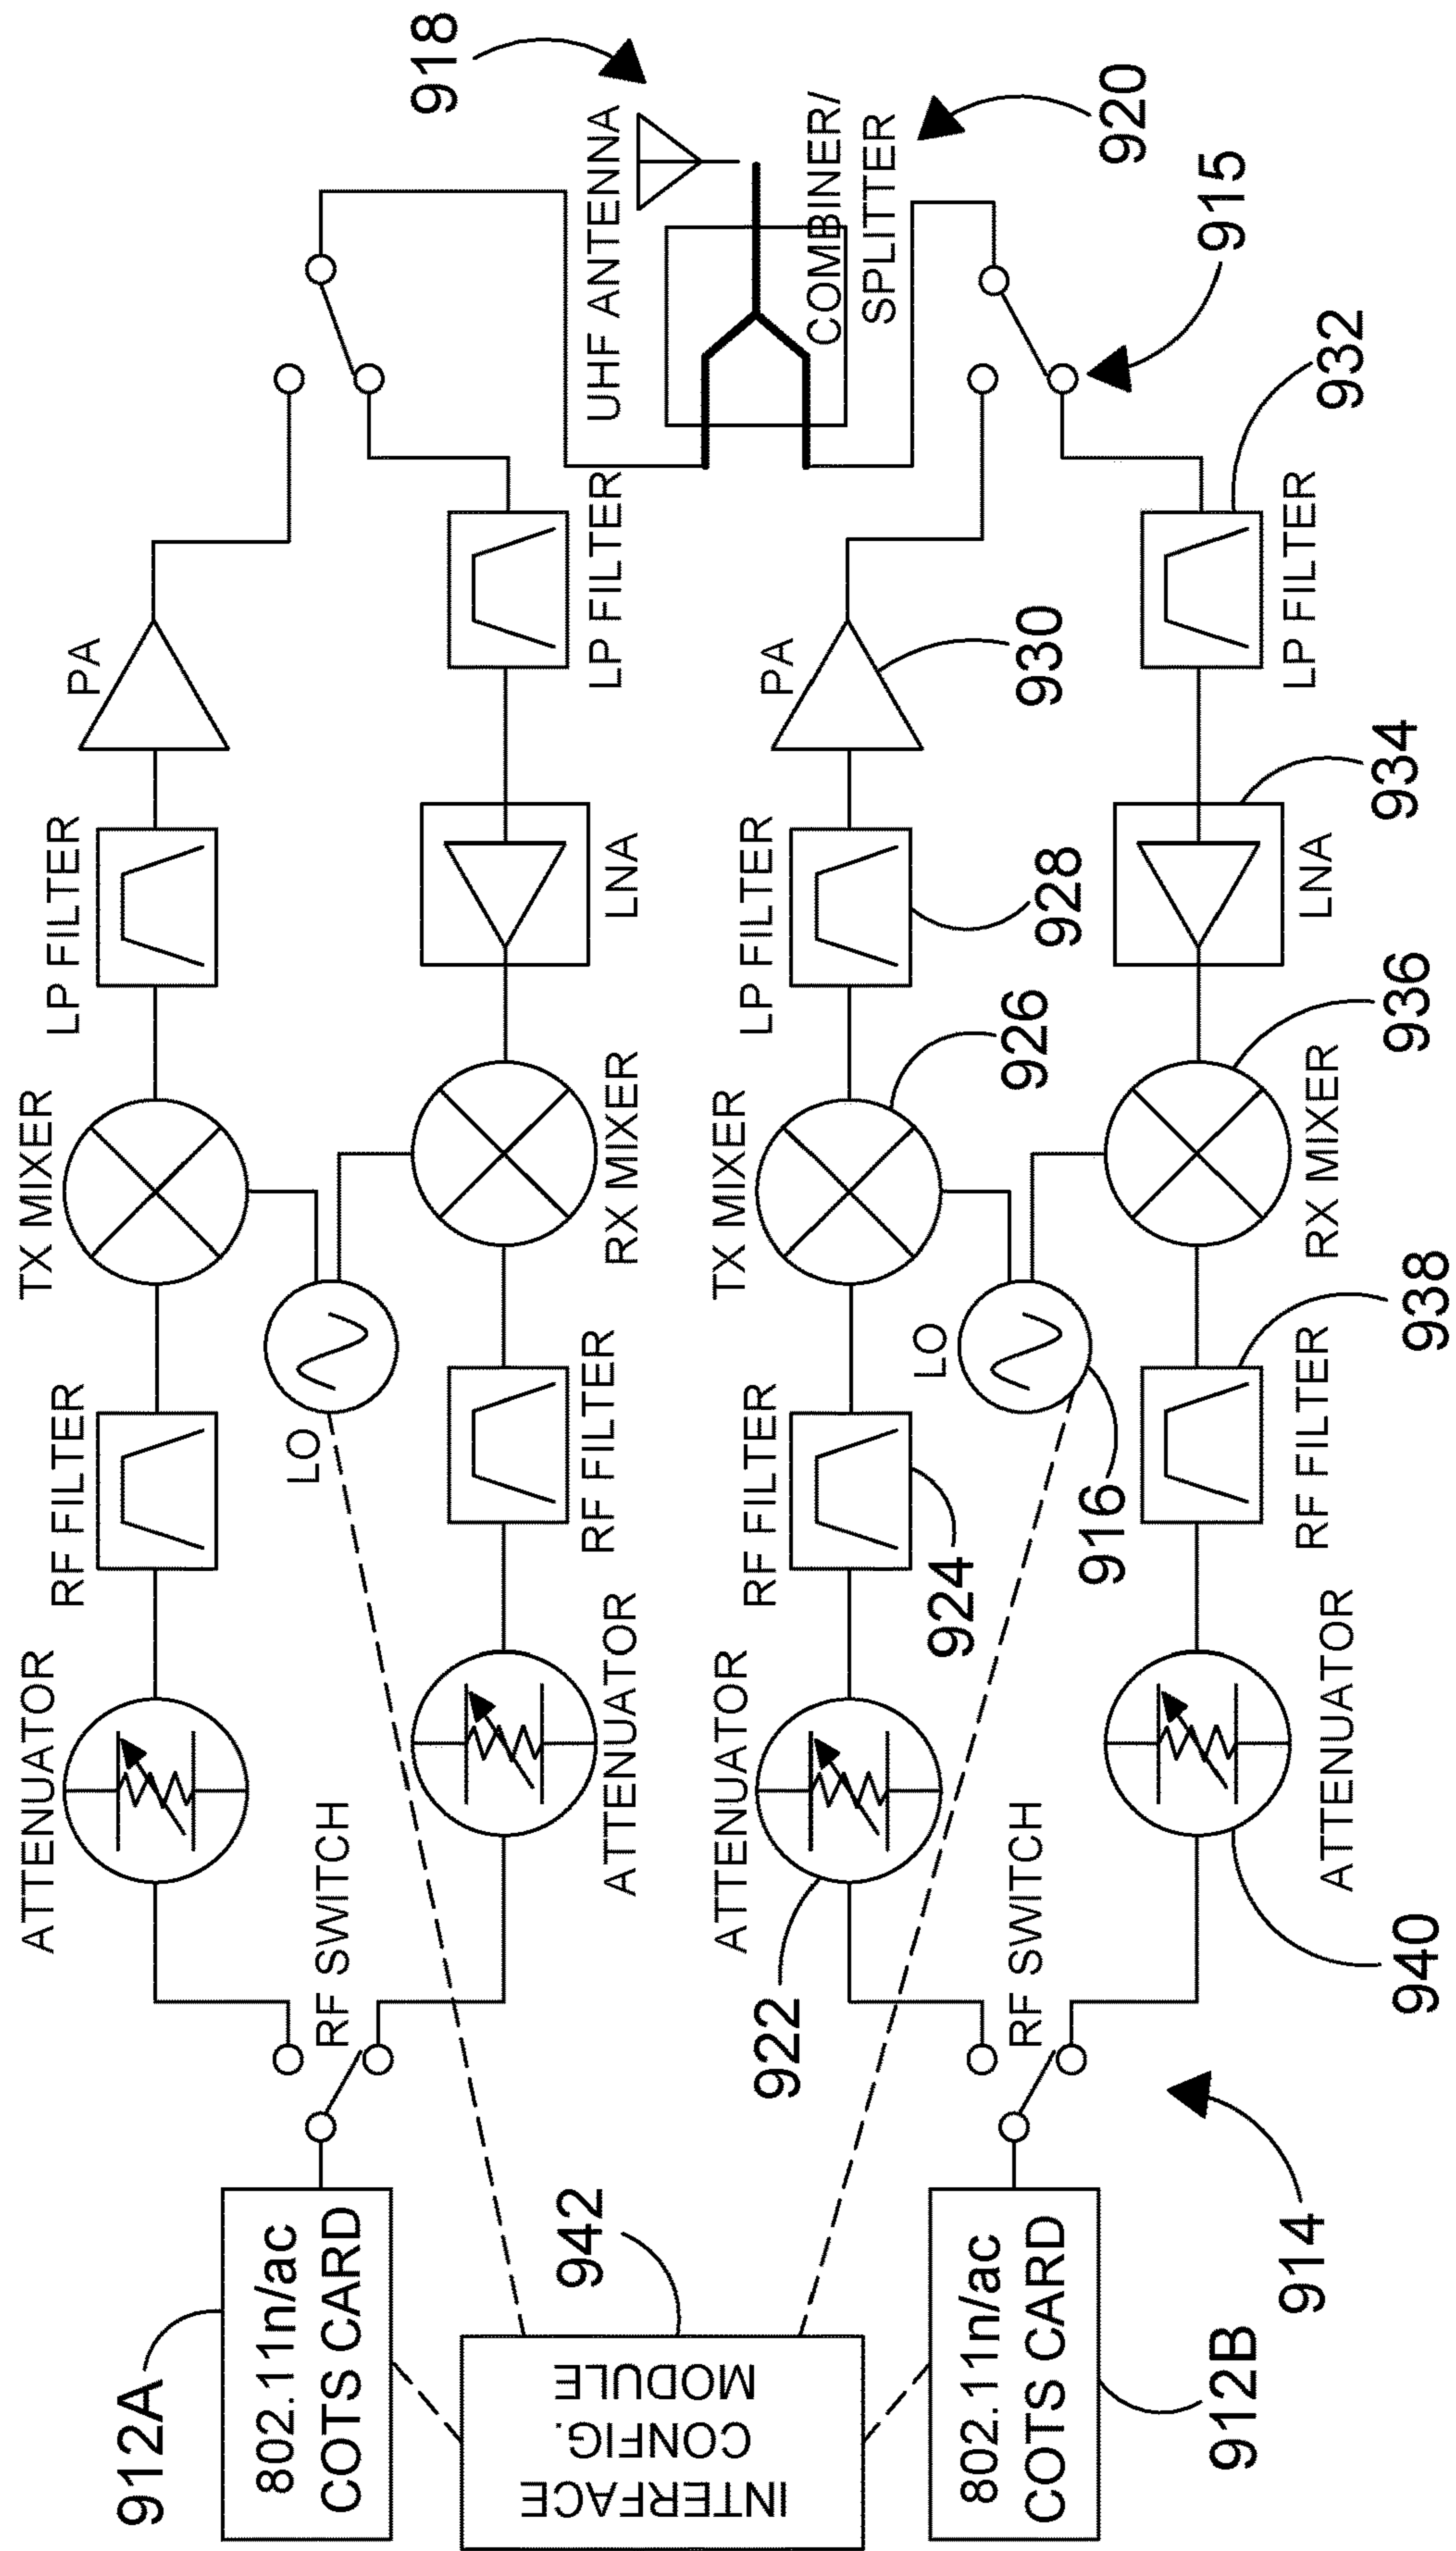 912A
802.11n/ac
COTS CARD
RF SWITCH
ATTENUATOR
RF FILTER
TX MIXER
LP FILTER
PA
LO
ATTENUATOR
RF FILTER
RX MIXER
LNA
LP FILTER
UHF ANTENNA
918
COMBINER/
SPLITTER
920
INTERFACE
CONFIG.
MODULE
942
912B
802.11n/ac
COTS CARD
914
RF SWITCH
ATTENUATOR
922
RF FILTER
924
TX MIXER
926
LP FILTER
928
PA
930
LO
916
915
ATTENUATOR
940
RF FILTER
938
RX MIXER
936
LNA
934
LP FILTER
932